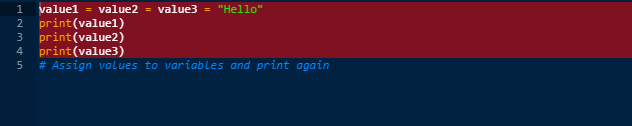 1 value1 = value2 = value3 = "Hello"
2 print(value1)
3 print(value2)
4 print(value3)
5 # Assign values to variables and print again